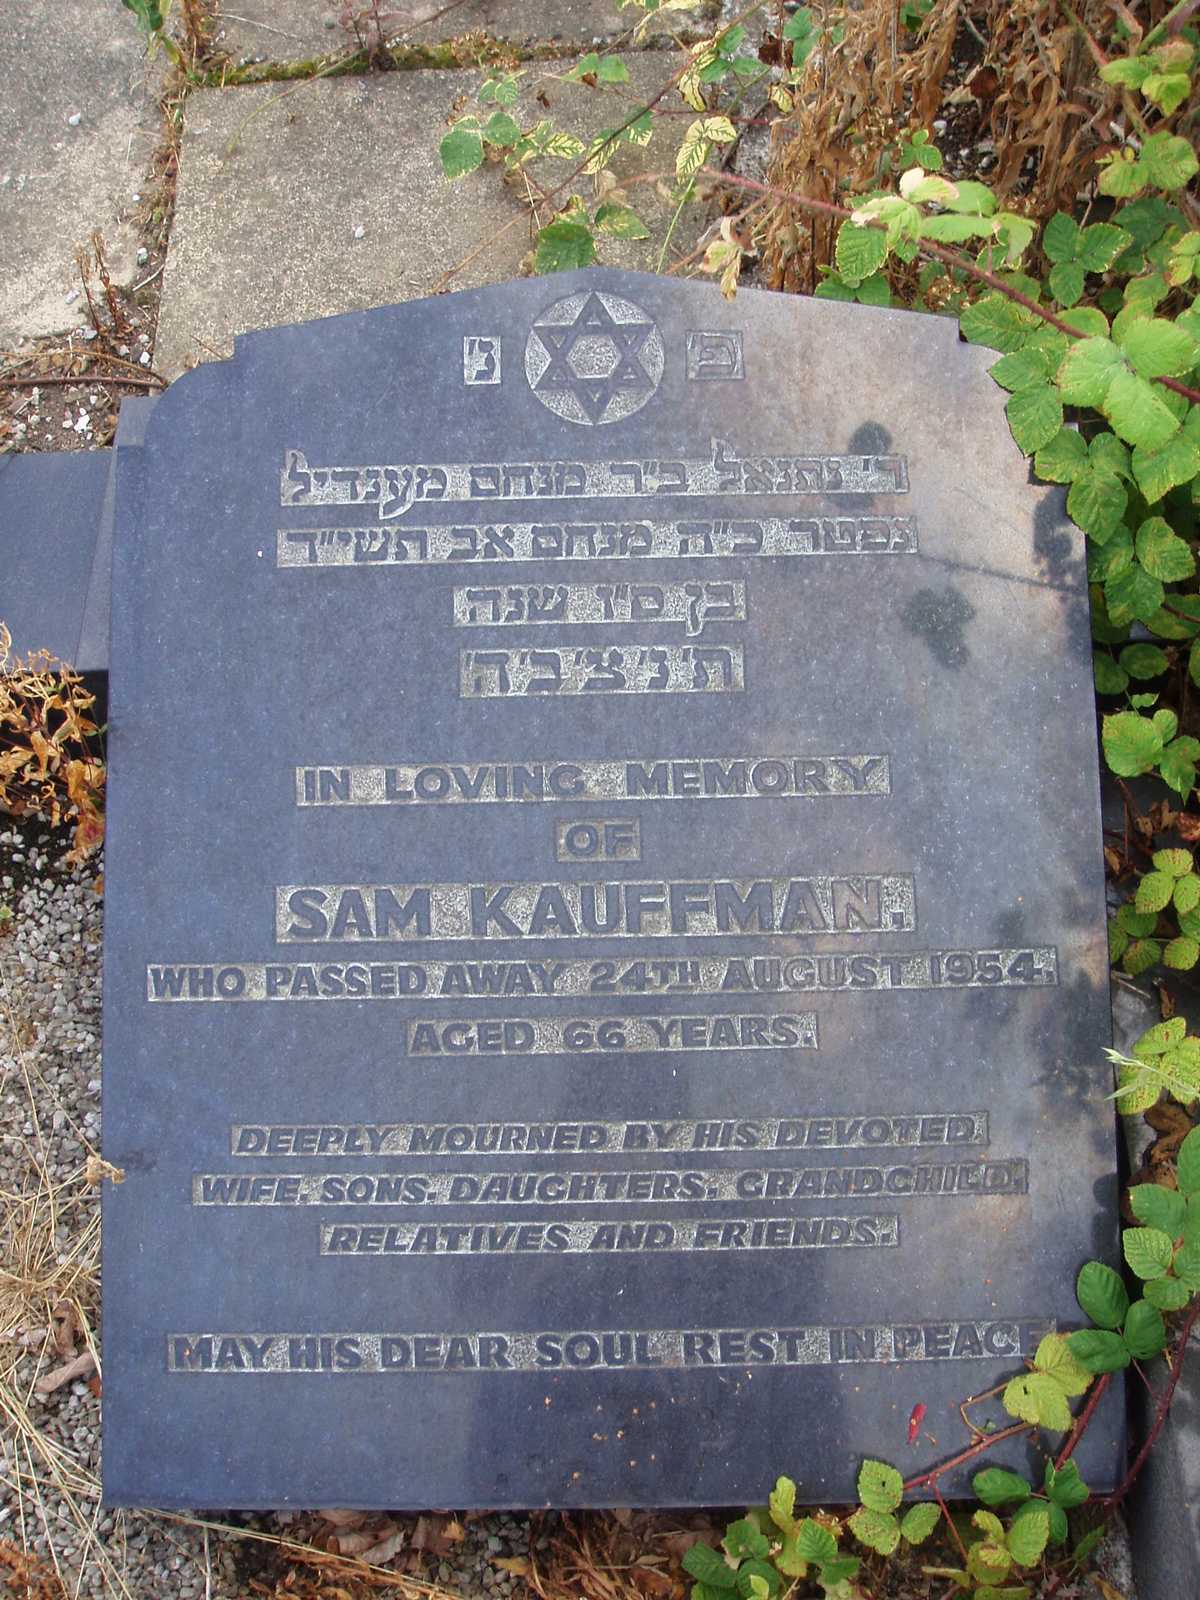 פ' נ'
ר' נתנאל ב"ר מנחם מענדיל
נפטר כ"ה מנחם אב תשי"ד
בן ס"ו שנה
ת' נ' צ' ב' ה'
IN LOVING MEMORY
OF
SAM KAUFFMAN.
WHO PASSED AWAY 24TH AUGUST 1954.
AGED 66 YEARS.
DEEPLY MOURNED BY HIS DEVOTED
WIFE. SONS. DAUGHTERS. GRANDCHILD.
RELATIVES AND FRIENDS.
MAY HIS DEAR SOUL REST IN PEACE